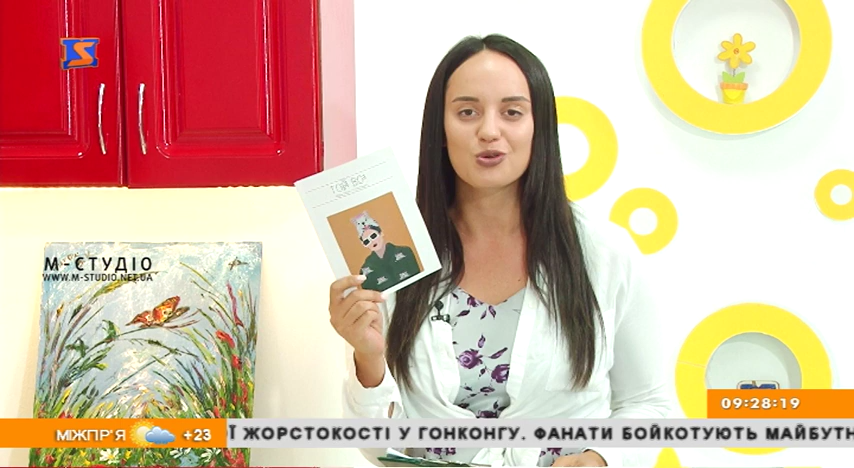 М-СТУДІО
WWW.M-STUDIO.NET.UA
09:28:19
МІЖПР'Я +23 Ї ЖОРСТОКОСТІ У ГОНКОНГУ. ФАНАТИ БОЙКОТУЮТЬ МАЙБУТН